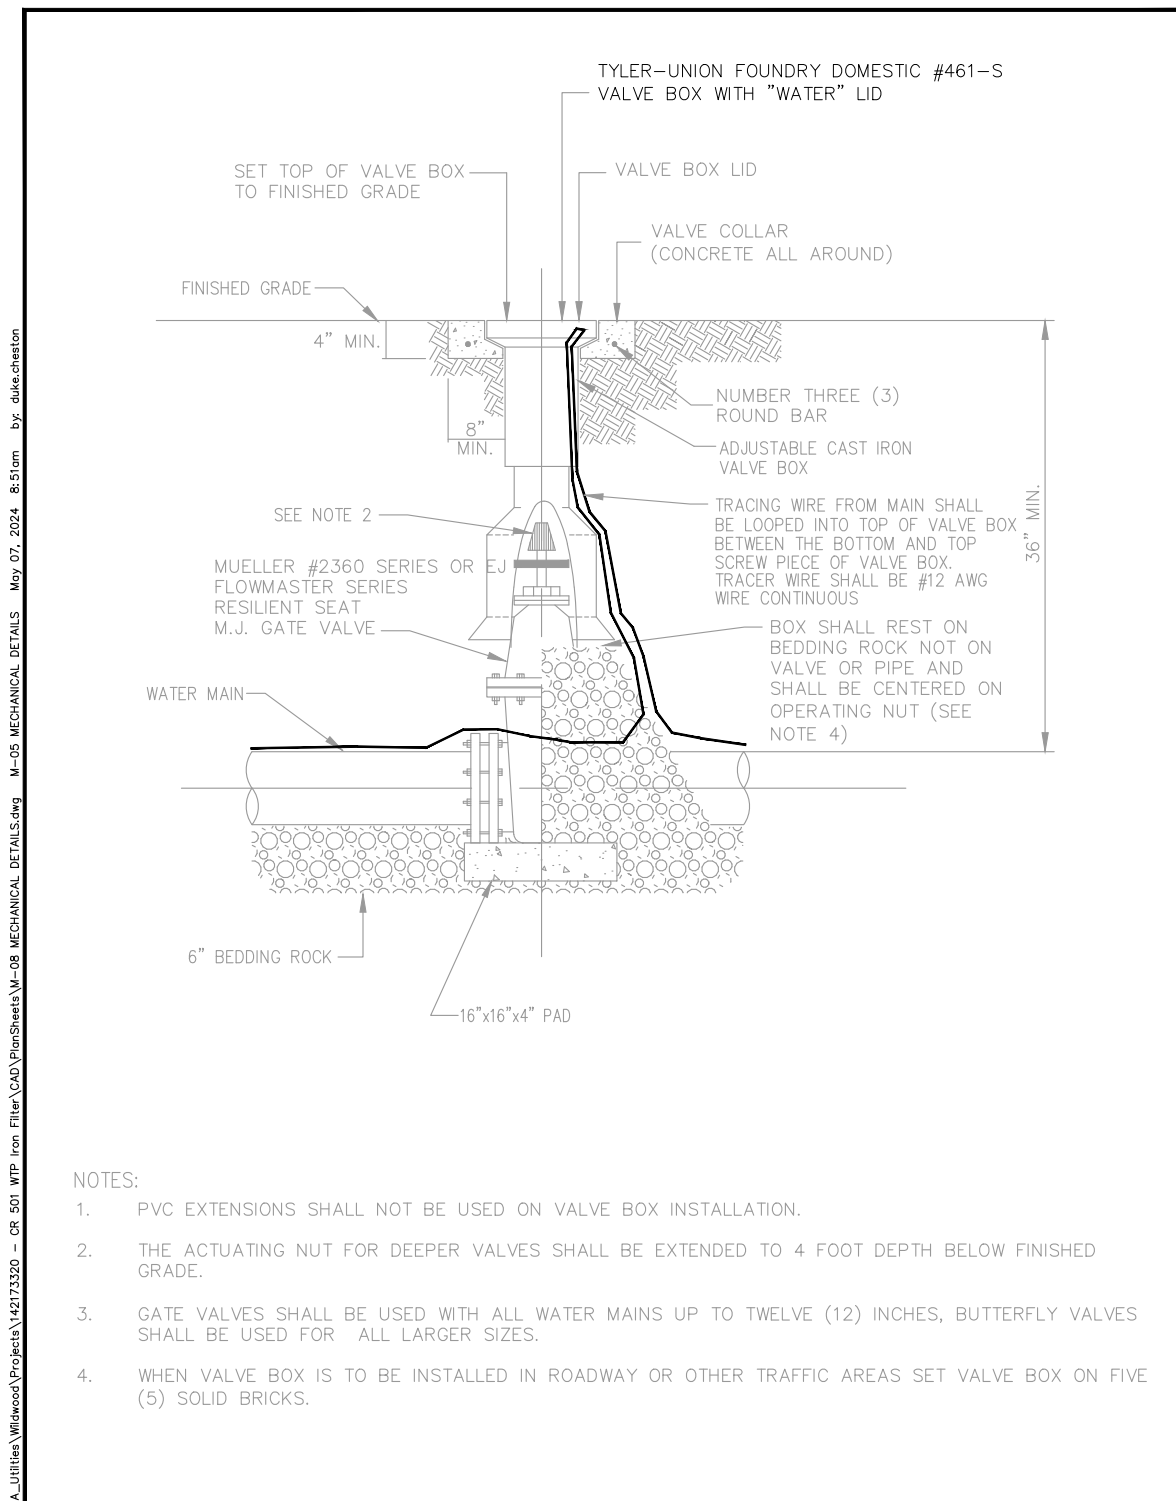 TYLER-UNION FOUNDRY DOMESTIC #461-S
VALVE BOX WITH "WATER" LID
SET TOP OF VALVE BOX
TO FINISHED GRADE
VALVE BOX LID
VALVE COLLAR
(CONCRETE ALL AROUND)
FINISHED GRADE
4" MIN.
8"
MIN.
NUMBER THREE (3)
ROUND BAR
ADJUSTABLE CAST IRON
VALVE BOX
36" MIN.
SEE NOTE 2
TRACING WIRE FROM MAIN SHALL
BE LOOPED INTO TOP OF VALVE BOX
BETWEEN THE BOTTOM AND TOP
SCREW PIECE OF VALVE BOX.
TRACER WIRE SHALL BE #12 AWG
WIRE CONTINUOUS
MUELLER #2360 SERIES OR EJ
FLOWMASTER SERIES
RESILIENT SEAT
M.J. GATE VALVE
BOX SHALL REST ON
BEDDING ROCK NOT ON
VALVE OR PIPE AND
SHALL BE CENTERED ON
OPERATING NUT (SEE
NOTE 4)
WATER MAIN
6" BEDDING ROCK
16"x16"x4" PAD
NOTES:
1. PVC EXTENSIONS SHALL NOT BE USED ON VALVE BOX INSTALLATION.
2. THE ACTUATING NUT FOR DEEPER VALVES SHALL BE EXTENDED TO 4 FOOT DEPTH BELOW FINISHED
GRADE.
3. GATE VALVES SHALL BE USED WITH ALL WATER MAINS UP TO TWELVE (12) INCHES, BUTTERFLY VALVES
SHALL BE USED FOR ALL LARGER SIZES.
4. WHEN VALVE BOX IS TO BE INSTALLED IN ROADWAY OR OTHER TRAFFIC AREAS SET VALVE BOX ON FIVE
(5) SOLID BRICKS.
A_Utilities\Wildwood\Projects\142173320 - CR 501 WTP Iron Filter\CAD\PlanSheets\M-08 MECHANICAL DETAILS.dwg M-05 MECHANICAL DETAILS May 07, 2024 8:51am by: duke.cheston